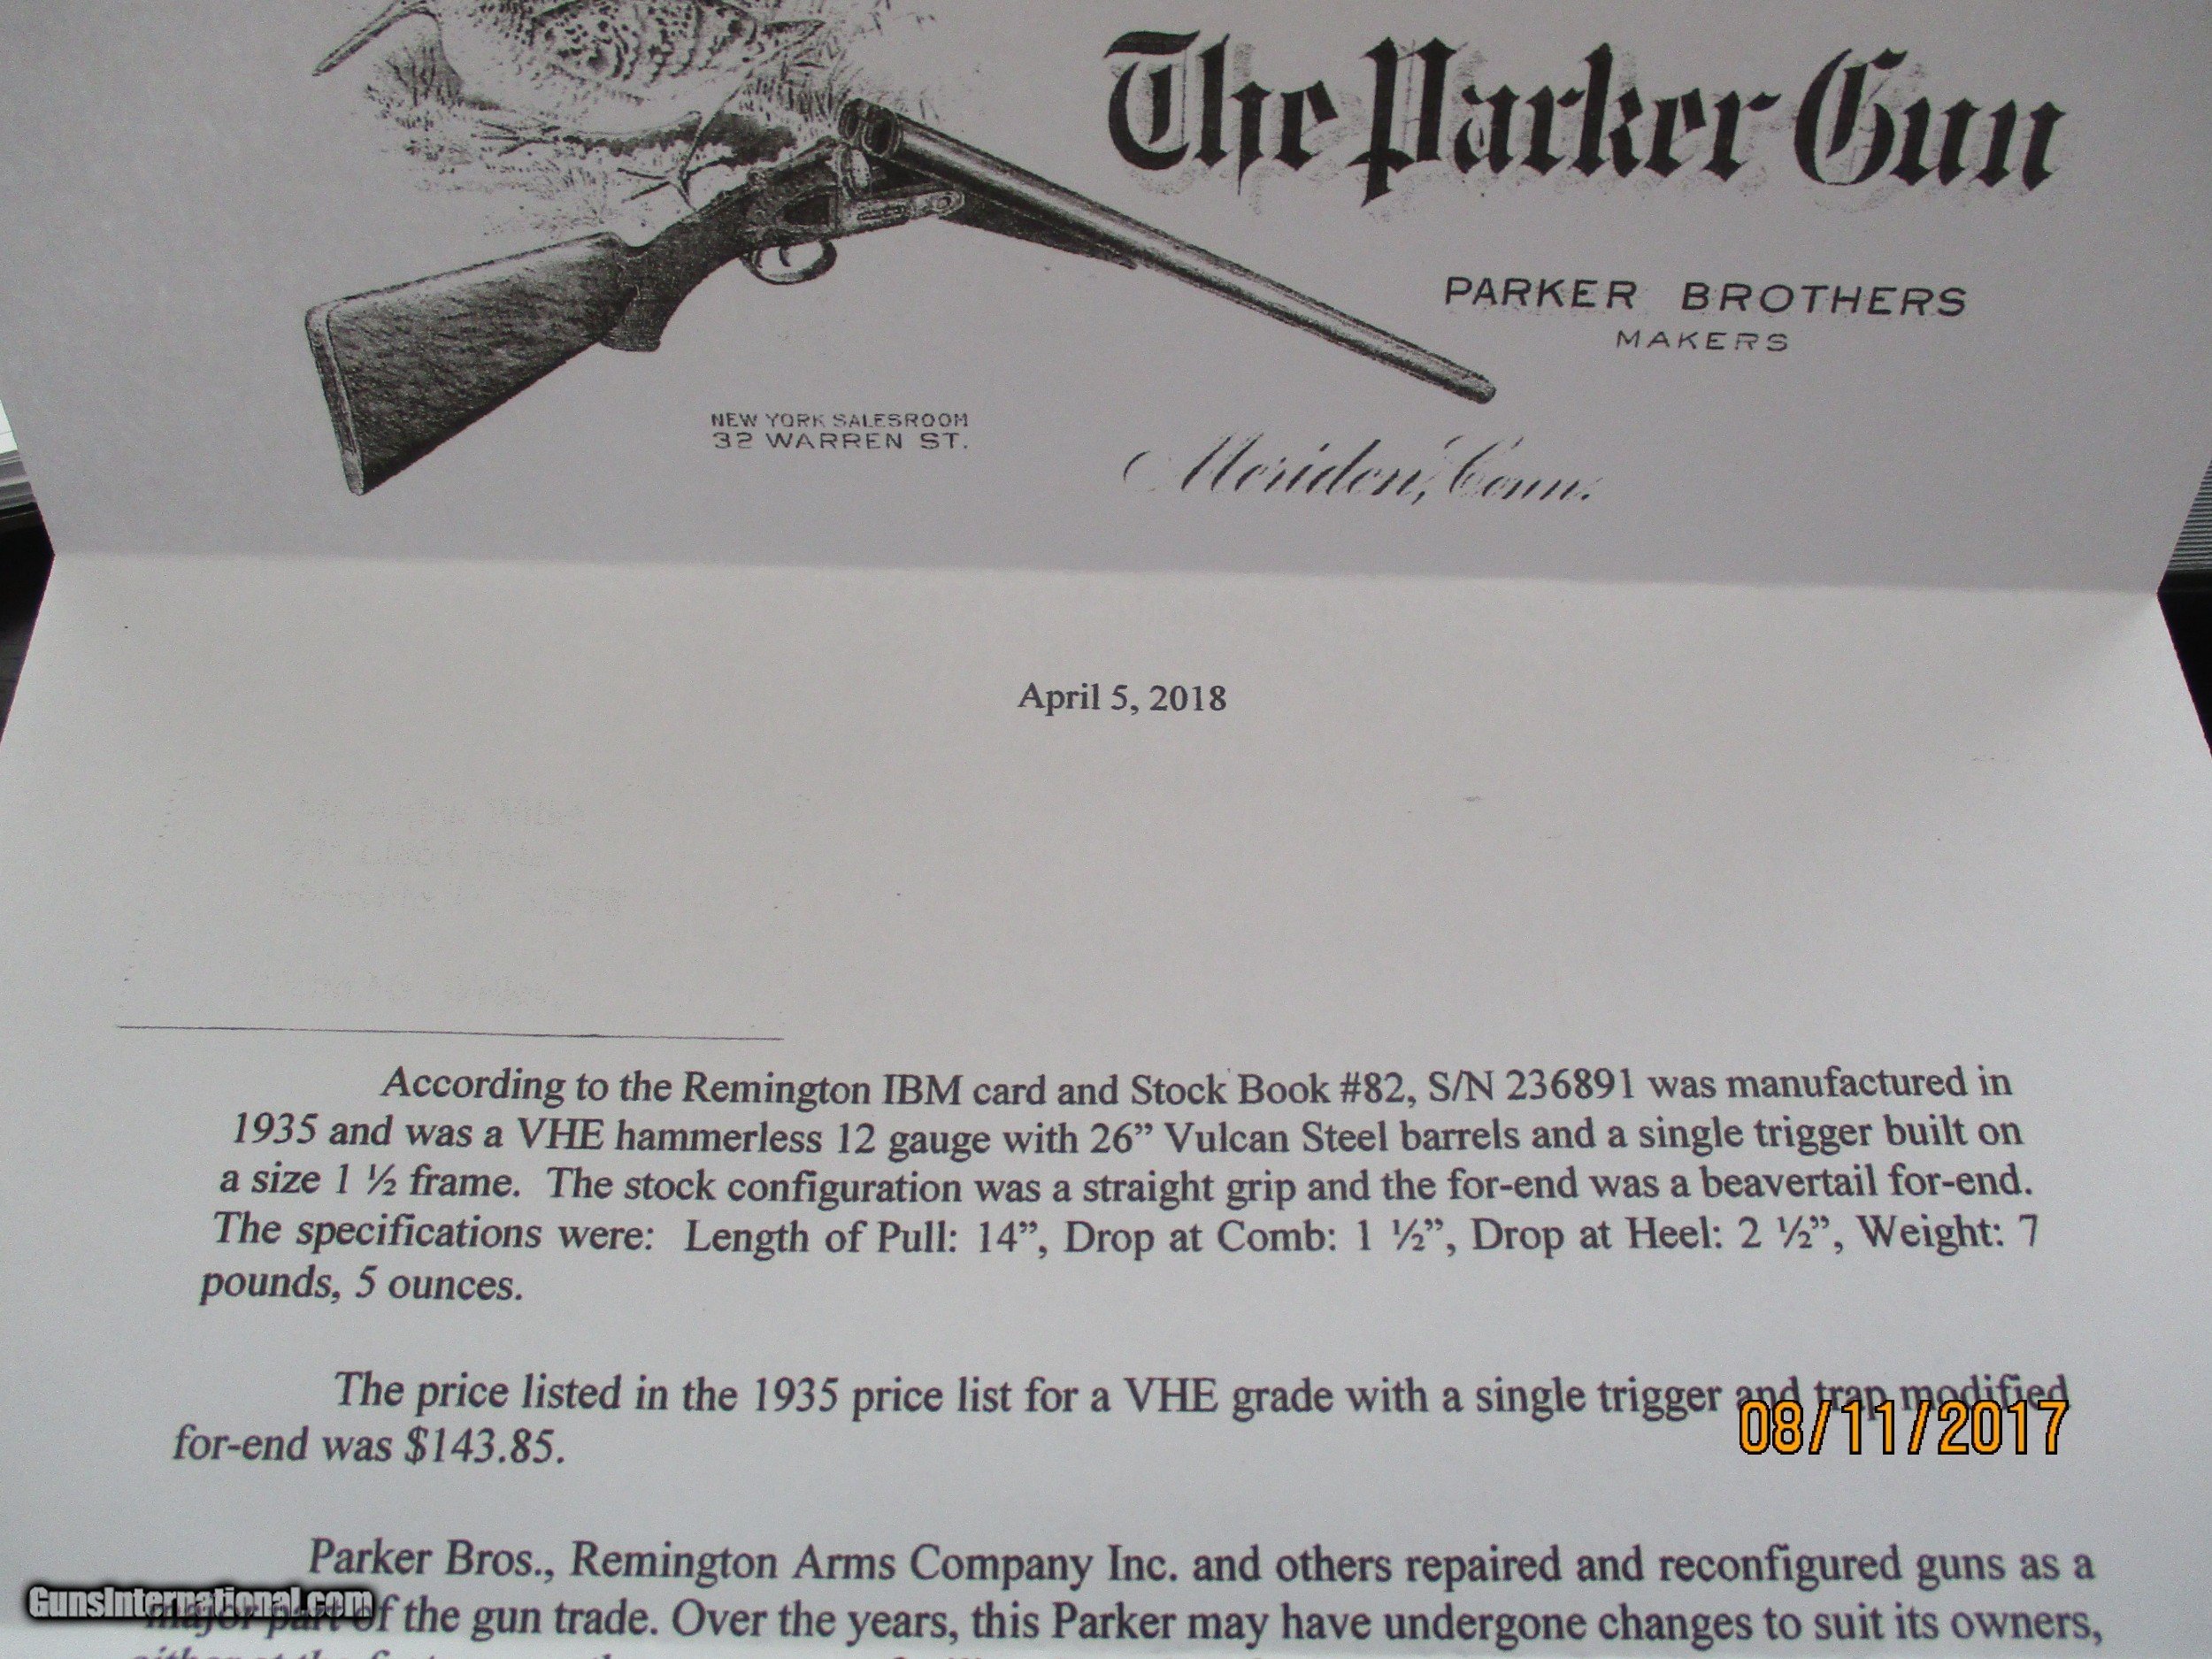 The Parker Gun
PARKER BROTHERS
MAKERS
NEW YORK SALESROOM
32 WARREN ST.
Meriden, Conn.
April 5, 2018
According to the Remington IBM card and Stock Book #82, S/N 236891 was manufactured in
1935 and was a VHE hammerless 12 gauge with 26” Vulcan Steel barrels and a single trigger built on
a size 1 ½ frame. The stock configuration was a straight grip and the for-end was a beavertail for-end.
The specifications were: Length of Pull: 14”, Drop at Comb: 1 ½”, Drop at Heel: 2 ½”, Weight: 7
pounds, 5 ounces.
The price listed in the 1935 price list for a VHE grade with a single trigger and trap modified
for-end was $143.85.
08/11/2017
Parker Bros., Remington Arms Company Inc. and others repaired and reconfigured guns as a
GunsInternational.com
major part of the gun trade. Over the years, this Parker may have undergone changes to suit its owners,